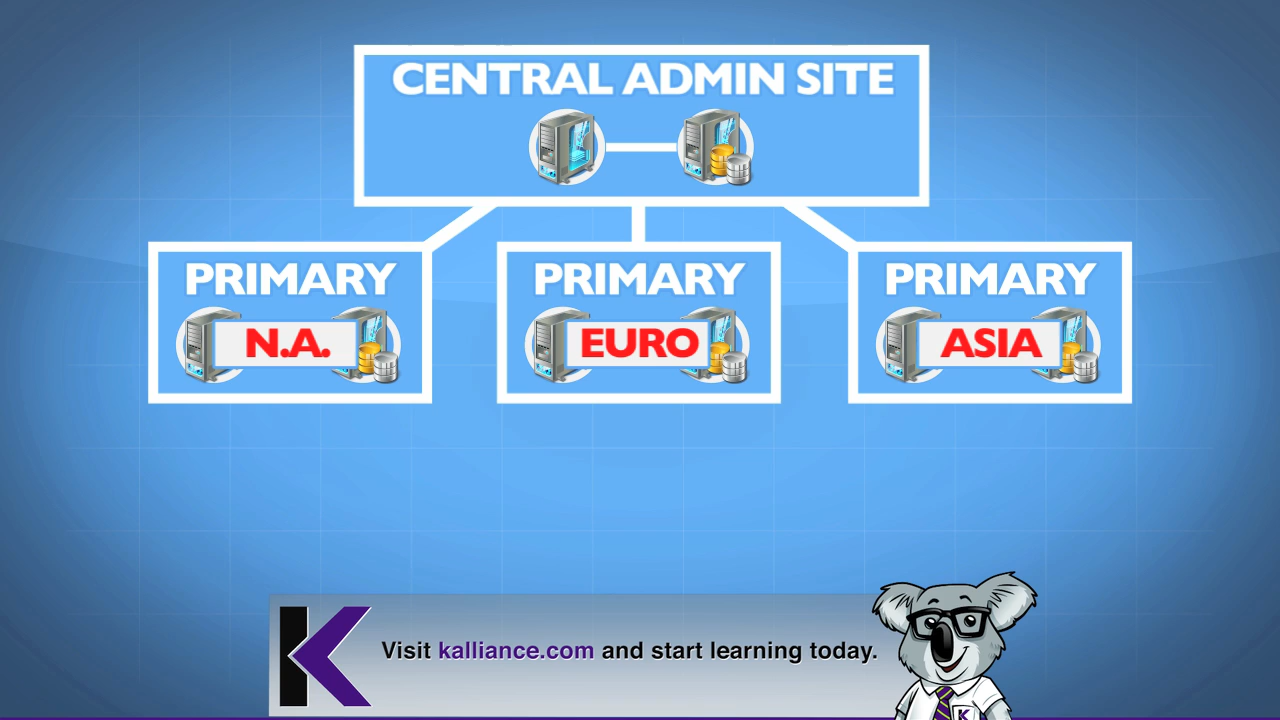 CENTRAL ADMIN SITE
PRIMARY
N.A.
PRIMARY
EURO
PRIMARY
ASIA
K
Visit kalliance.com and start learning today.
K